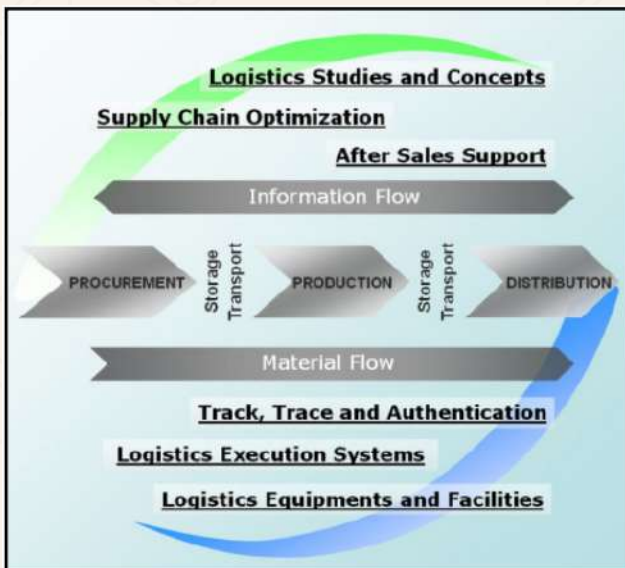 Logistics Studies and Concepts
Supply Chain Optimization
After Sales Support
Information Flow
PROCUREMENT
Storage
Transport
PRODUCTION
Storage
Transport
DISTRIBUTION
Material Flow
Track, Trace and Authentication
Logistics Execution Systems
Logistics Equipments and Facilities